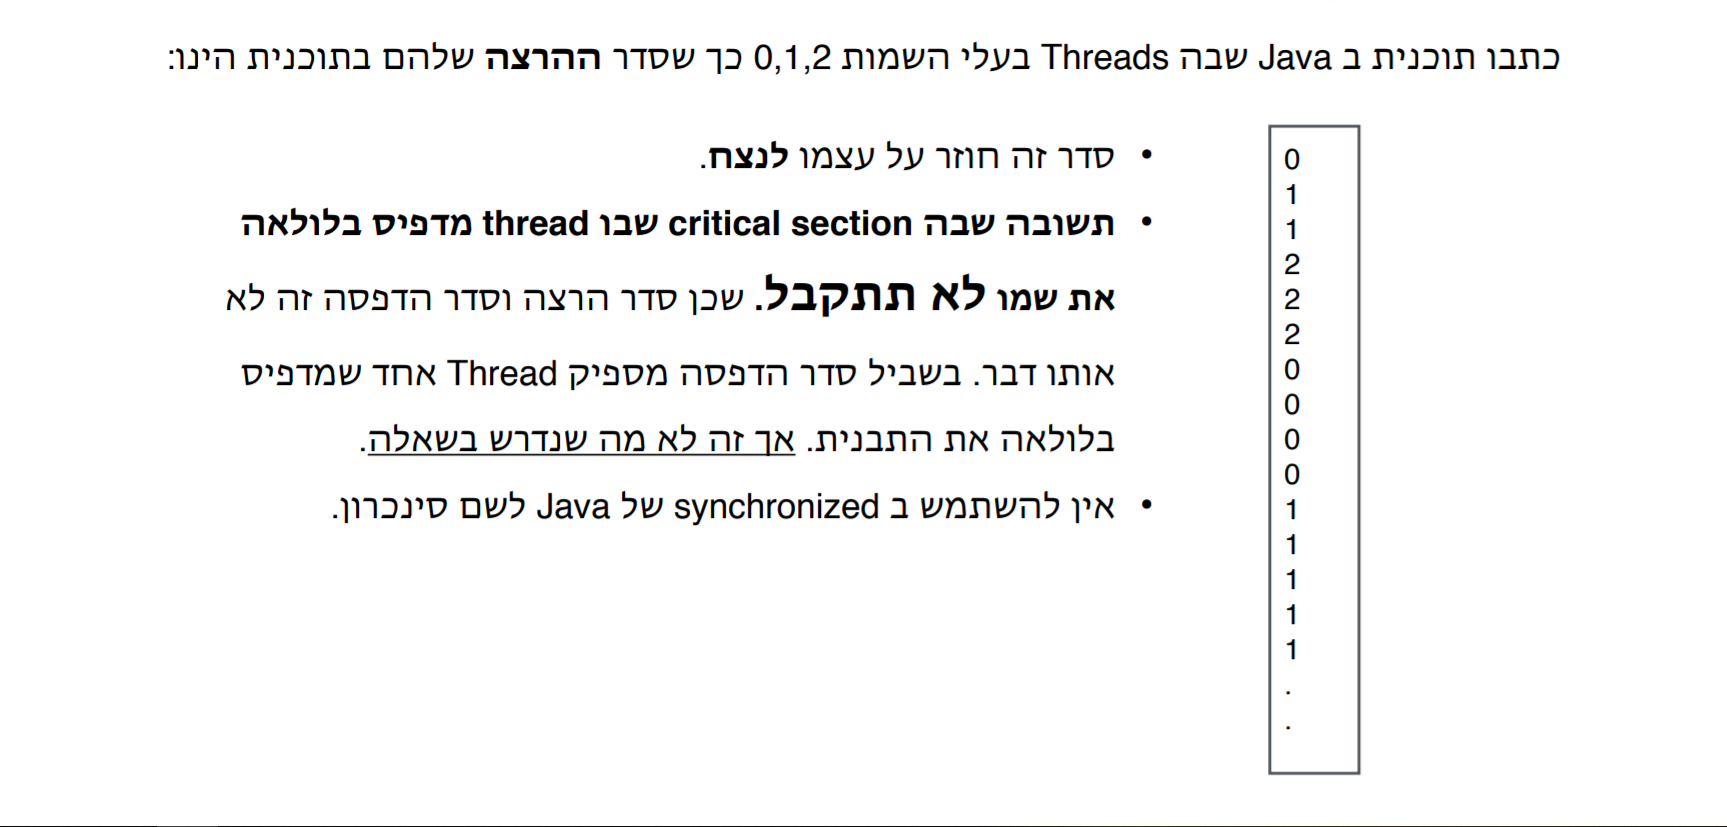 כתבו תוכנית ב Java שבה Threads בעלי השמות 0,1,2 כך שסדר ההרצה שלהם בתוכנית הינו:
• סדר זה חוזר על עצמו לנצח.
• תשובה שבה critical section שבו thread מדפיס בלולאה
את שמו לא תתקבל. שכן סדר הרצה וסדר הדפסה זה לא
אותו דבר. בשביל סדר הדפסה מספיק Thread אחד שמדפיס
בלולאה את התבנית. אך זה לא מה שנדרש בשאלה.
• אין להשתמש ב synchronized של Java לשם סינכרון.
0
1
1
2
2
2
0
0
0
0
1
1
1
1
1
.
.